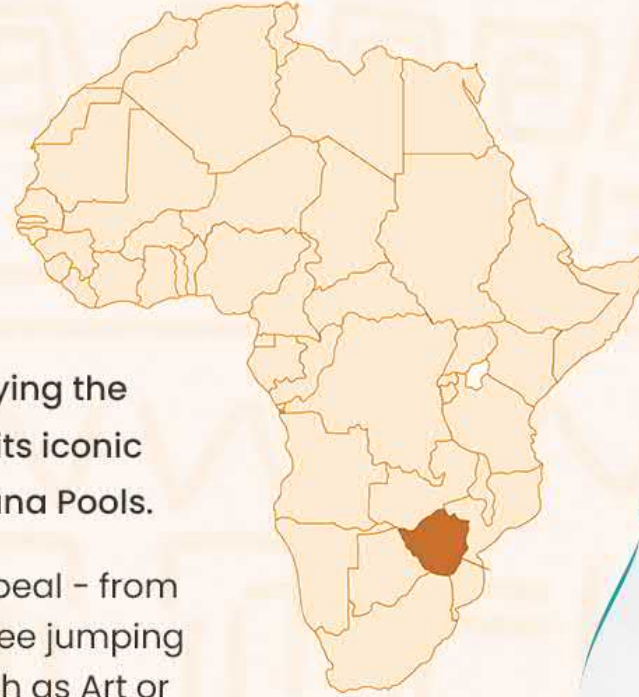 ying the
its iconic
na Pools.
peal - from
ee jumping
h as Art or